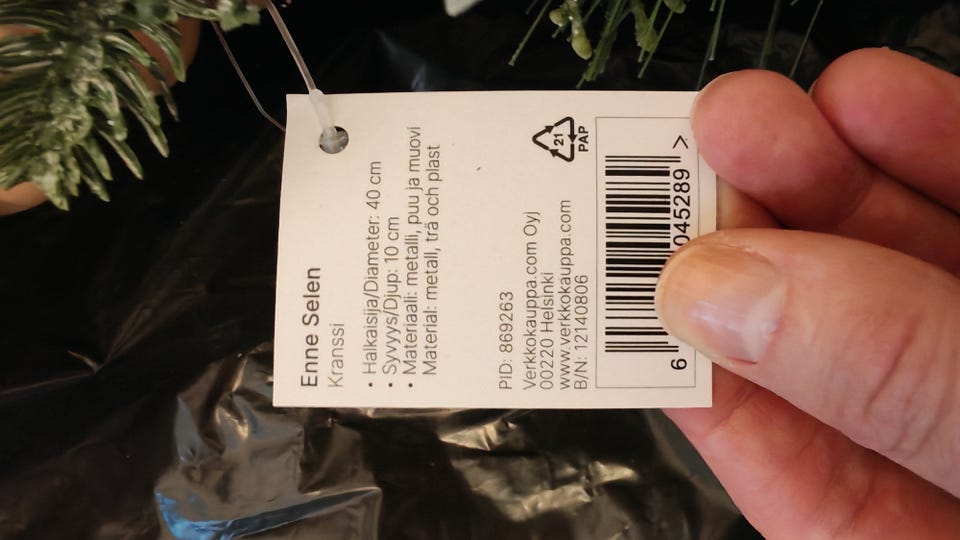 Enne Selen
Kranssi
• Halkaisija/Diameter: 40 cm
• Syvyys/Djup: 10 cm
• Materiaali: metalli, puu ja muovi
Material: metall, trä och plast
PID: 869263
Verkkokauppa.com Oyj
00220 Helsinki
www.verkkokauppa.com
B/N: 12140806
21
PAP
6 045289 >